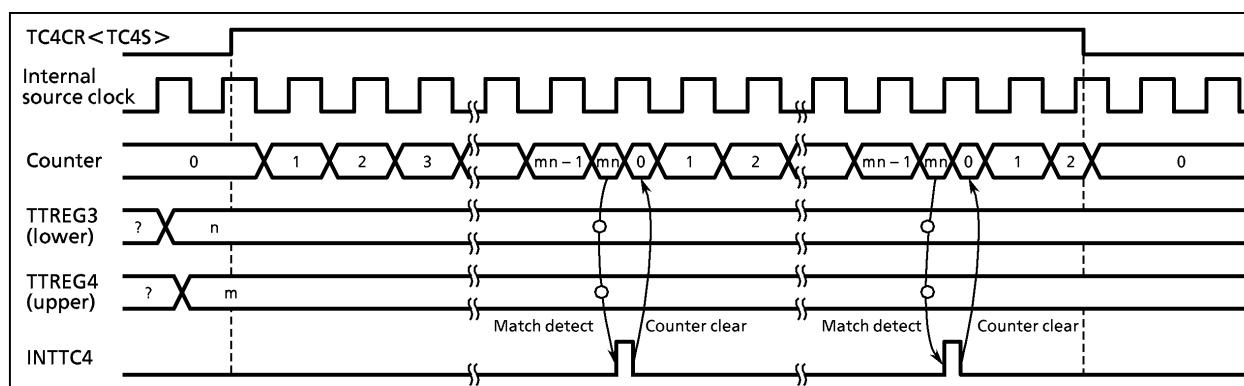 TC4CR<TC4S>
Internal
source clock
Counter
0 1 2 3 mn – 1 mn 0 1 2 mn – 1 mn 0 1 2 0
TTREG3
(lower)
? n
TTREG4
(upper)
? m
Match detect Counter clear Match detect Counter clear
INTTC4